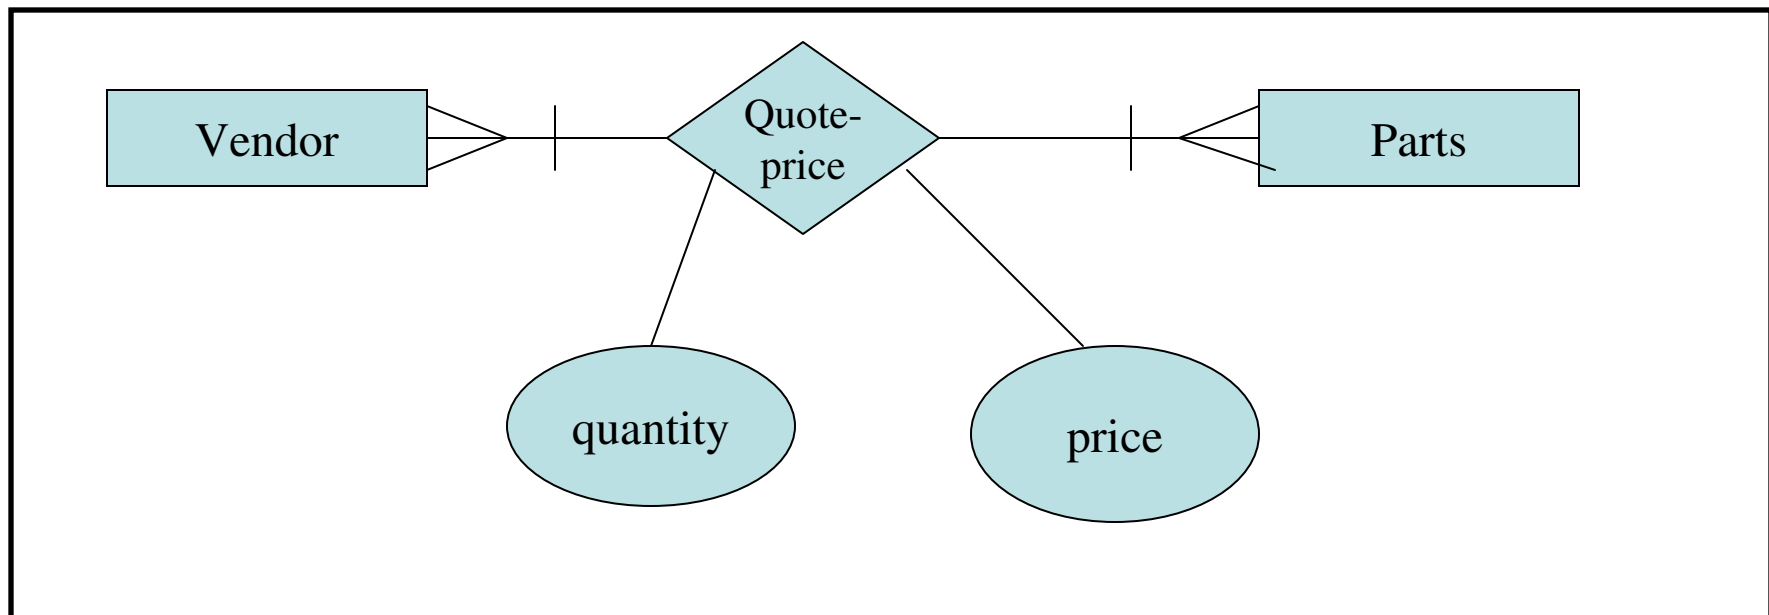 Vendor
Quote-
price
Parts
quantity
price